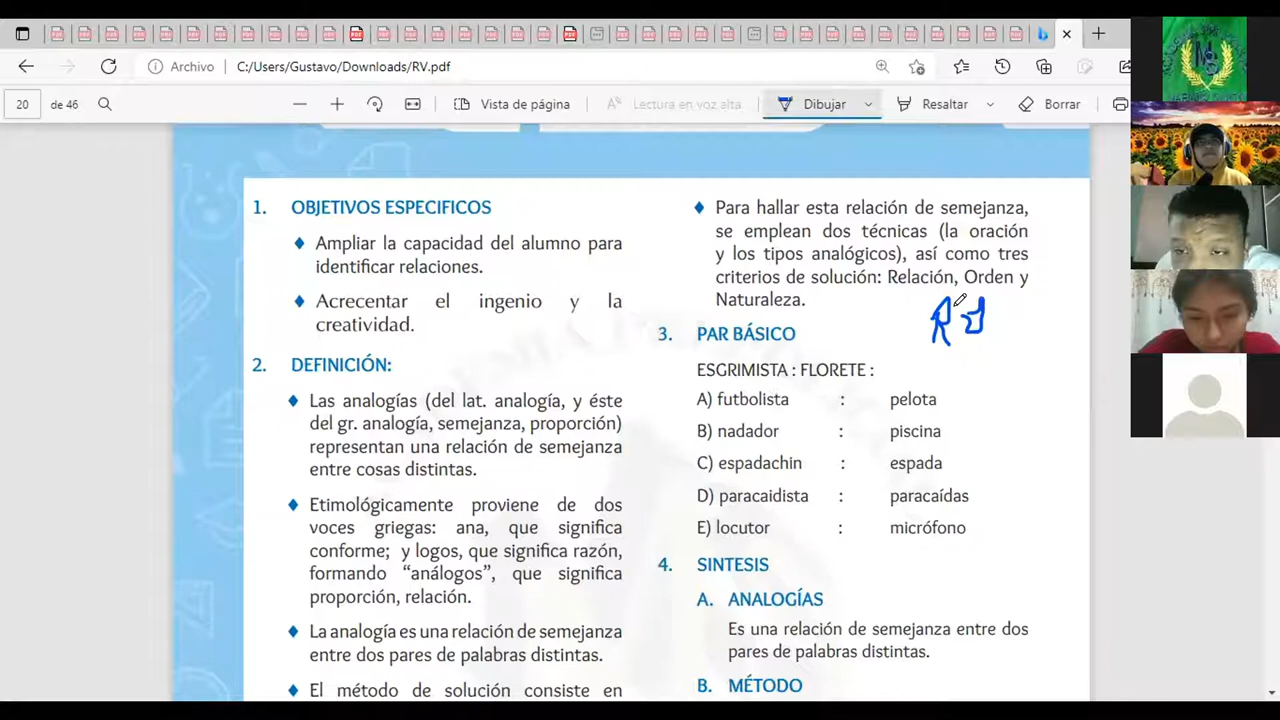 Archivo
C:/Users/Gustavo/Downloads/RV.pdf
20
de 46
Vista de página
Lectura en voz alta
Dibujar
Resaltar
Borrar
1. OBJETIVOS ESPECIFICOS
♦ Ampliar la capacidad del alumno para
identificar relaciones.
♦ Acrecentar el ingenio y la
creatividad.
2. DEFINICIÓN:
♦ Las analogías (del lat. analogía, y éste
del gr. analogía, semejanza, proporción)
representan una relación de semejanza
entre cosas distintas.
♦ Etimológicamente proviene de dos
voces griegas: ana, que significa
conforme; y logos, que significa razón,
formando “análogos”, que significa
proporción, relación.
♦ La analogía es una relación de semejanza
entre dos pares de palabras distintas.
♦ El método de solución consiste en
♦ Para hallar esta relación de semejanza,
se emplean dos técnicas (la oración
y los tipos analógicos), así como tres
criterios de solución: Relación, Orden y
Naturaleza.
3. PAR BÁSICO
ESGRIMISTA : FLORETE :
A) futbolista : pelota
B) nadador : piscina
C) espadachin : espada
D) paracaidista : paracaídas
E) locutor : micrófono
4. SINTESIS
A. ANALOGÍAS
Es una relación de semejanza entre dos
pares de palabras distintas.
B. MÉTODO